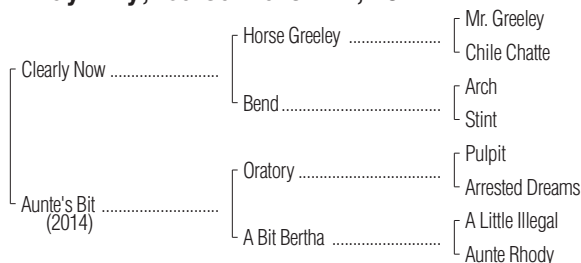 Mr. Greeley
Horse Greeley
Chile Chatte
Clearly Now
Arch
Bend
Stint
Pulpit
Oratory
Arrested Dreams
Aunte's Bit
(2014)
A Little Illegal
A Bit Bertha
Aunte Rhody